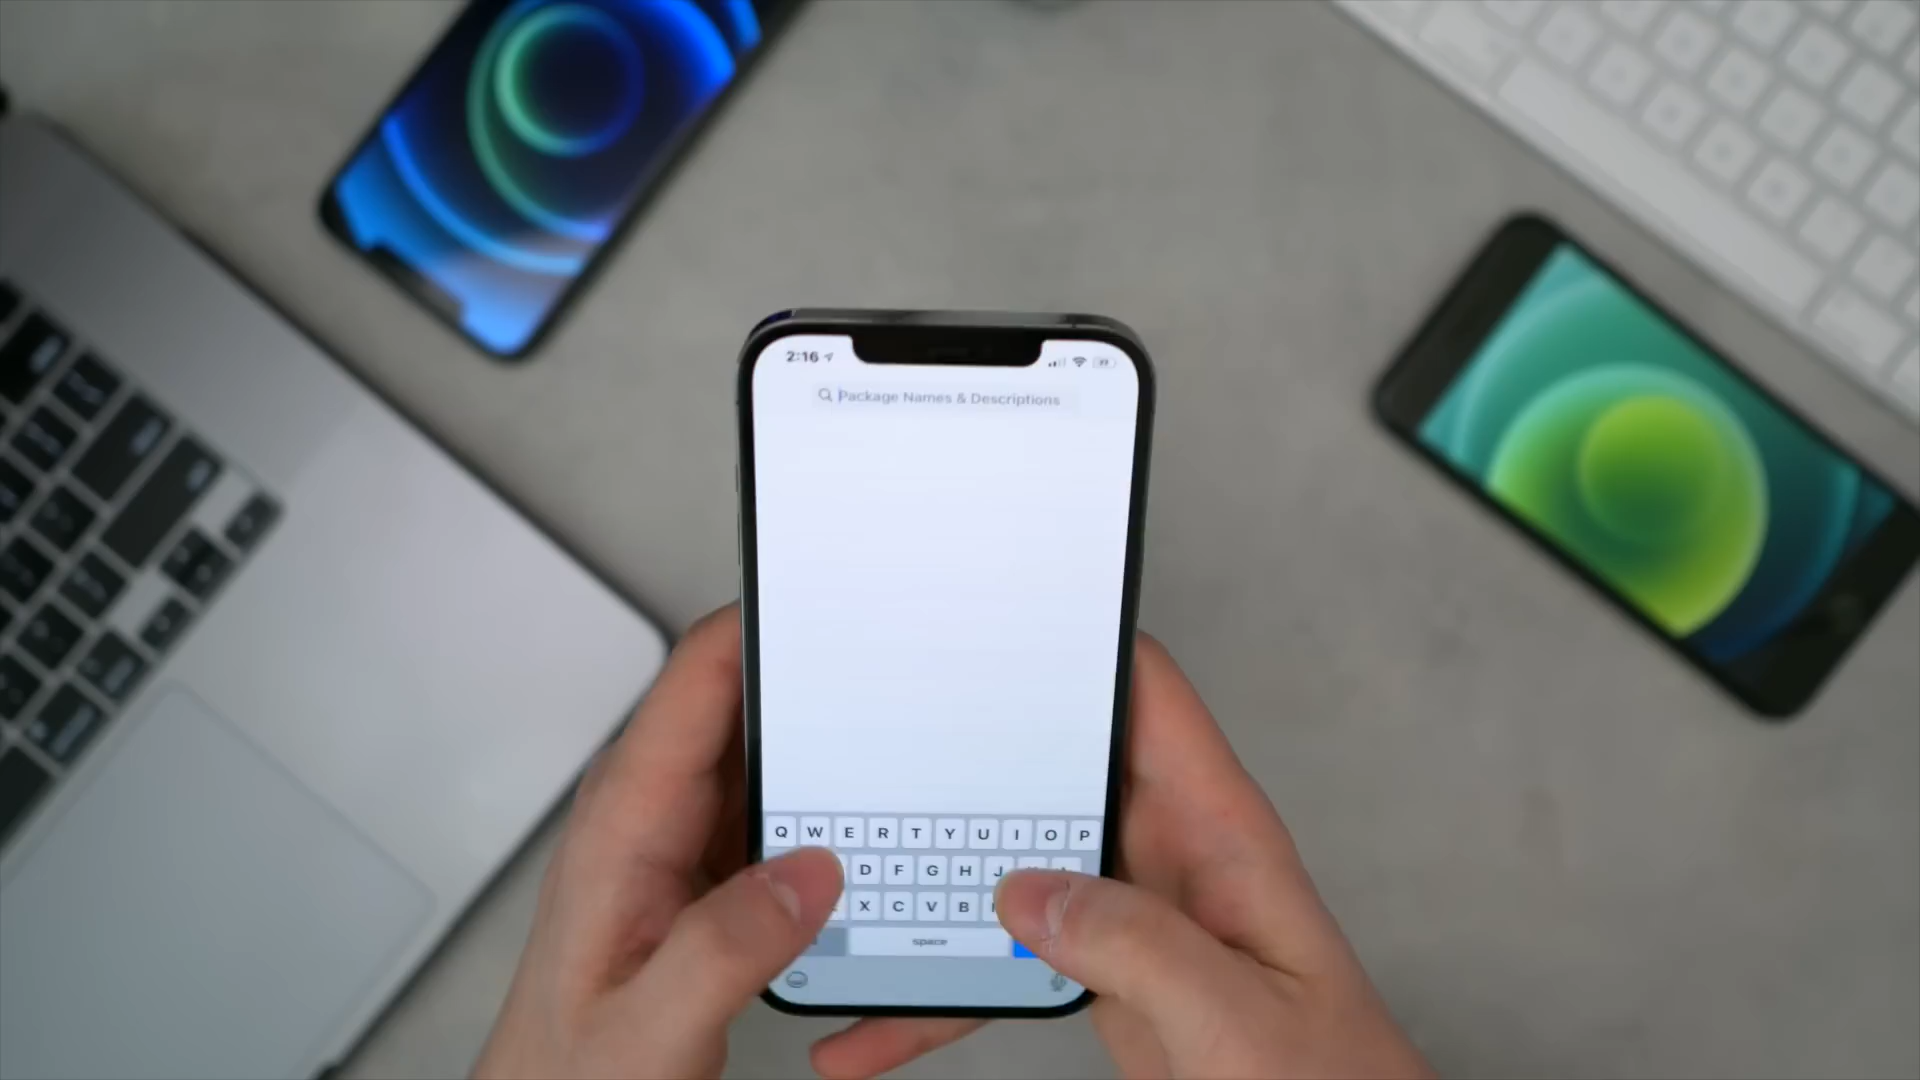 2:16
Package Names & Descriptions
Q W E R T Y U I O P
D F G H J
X C V B
space